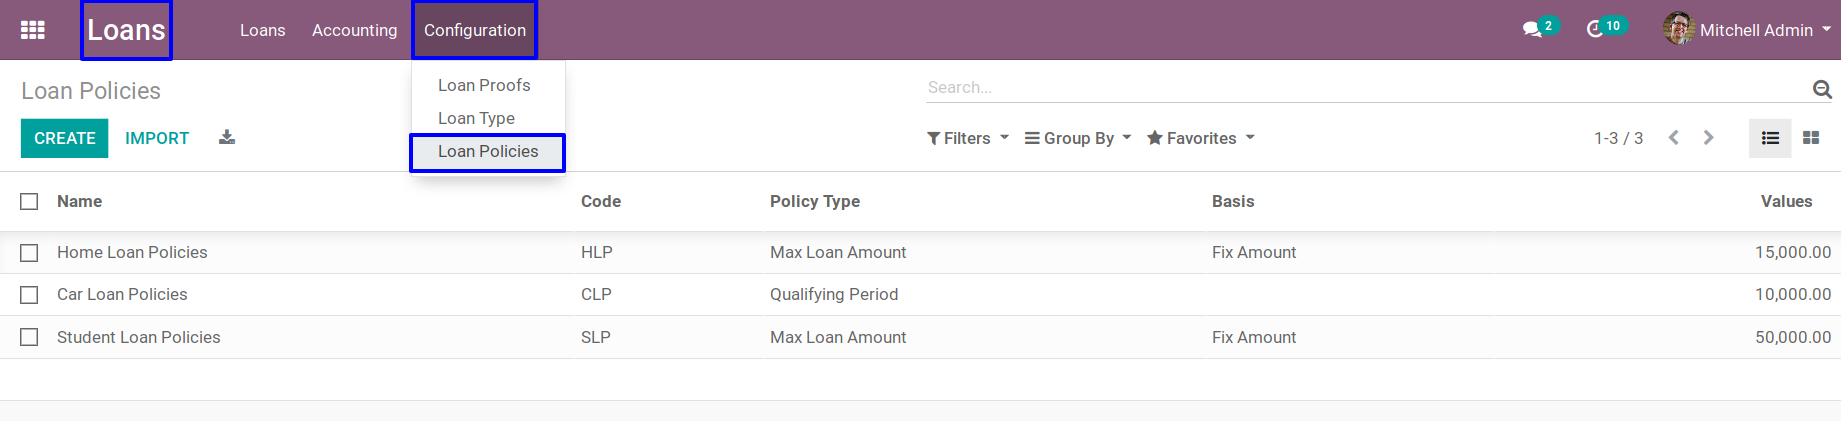 Loans Loans Accounting Configuration 2 10 Mitchell Admin
Loan Proofs
Loan Type
Loan Policies
Loan Policies Search...
CREATE IMPORT Filters Group By Favorites 1-3 / 3
Name Code Policy Type Basis Values
Home Loan Policies HLP Max Loan Amount Fix Amount 15,000.00
Car Loan Policies CLP Qualifying Period 10,000.00
Student Loan Policies SLP Max Loan Amount Fix Amount 50,000.00